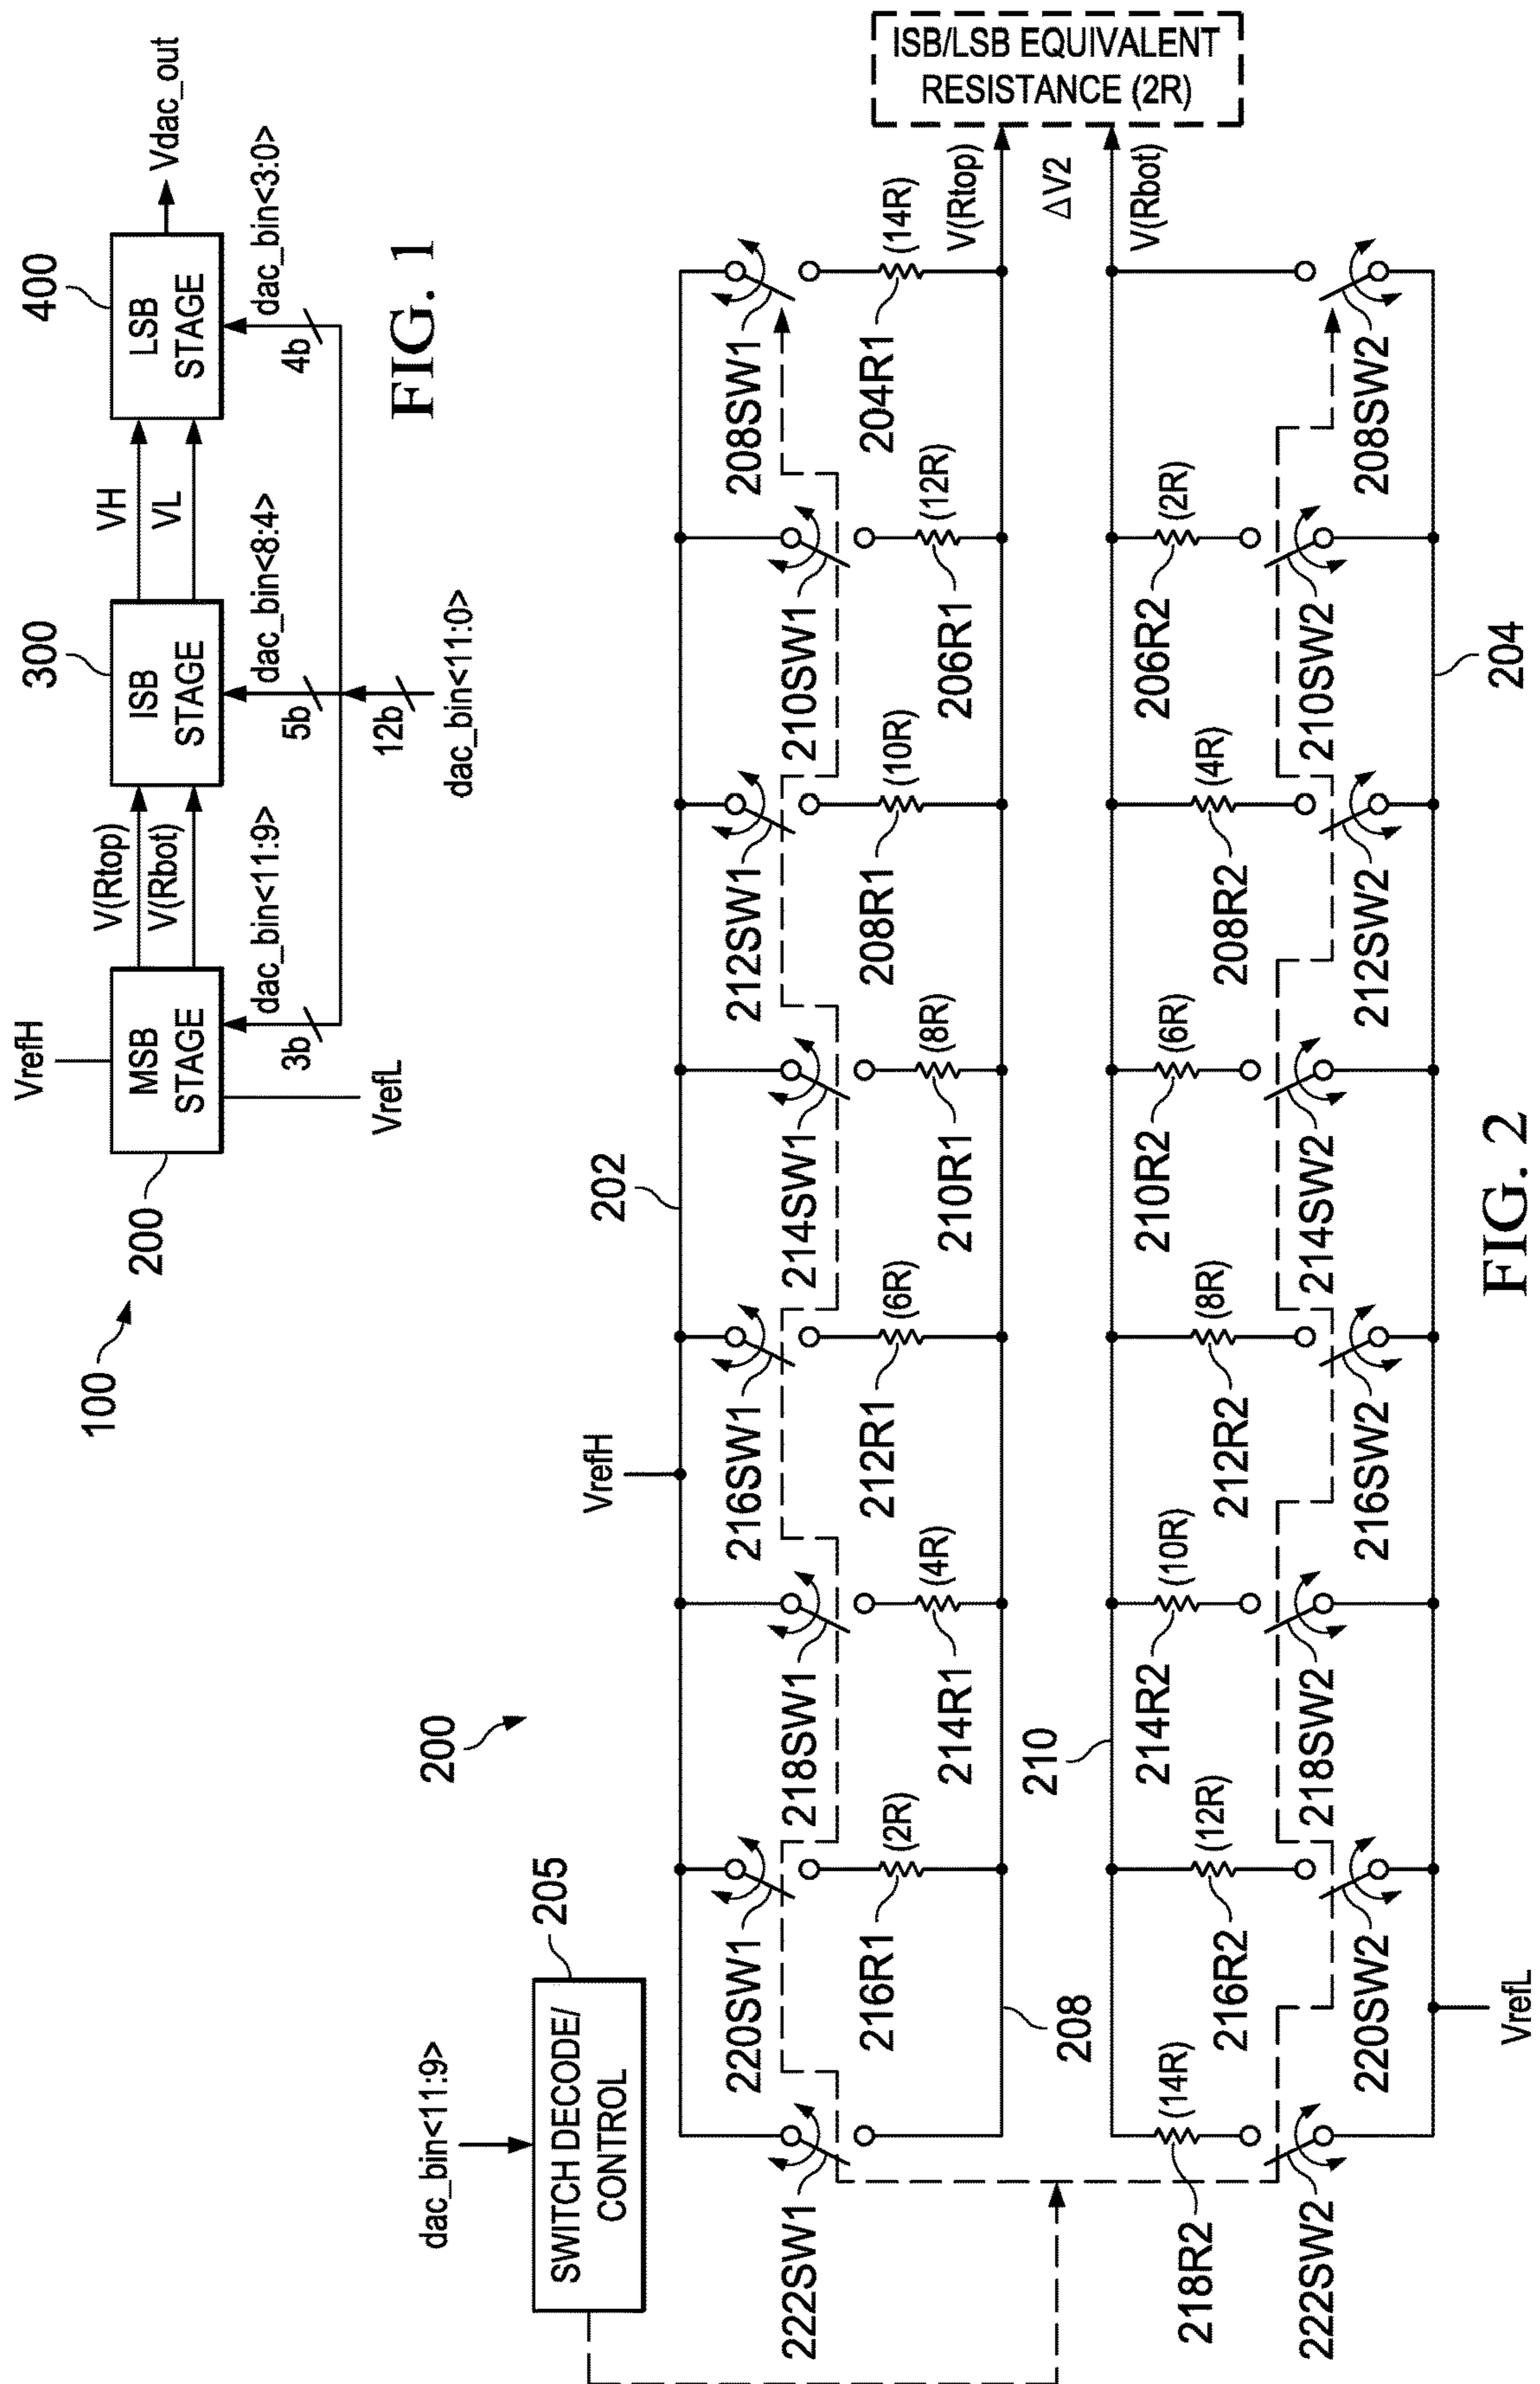 100
200
VrefH
MSB
STAGE
VrefL
V(Rtop)
V(Rbot)
dac_bin<11:9>
3b
300
ISB
STAGE
dac_bin<8:4>
5b
12b
dac_bin<11:0>
VH
VL
400
LSB
STAGE
dac_bin<3:0>
4b
Vdac_out
FIG. 1
200
dac_bin<11:9>
205
SWITCH DECODE/
CONTROL
VrefH
202
222SW1
220SW1
218SW1
216SW1
214SW1
212SW1
210SW1
208SW1
216R1
(2R)
214R1
(4R)
212R1
(6R)
210R1
(8R)
208R1
(10R)
206R1
(12R)
204R1
(14R)
208
V(Rtop)
ΔV2
V(Rbot)
ISB/LSB EQUIVALENT
RESISTANCE (2R)
210
218R2
(14R)
216R2
(12R)
214R2
(10R)
212R2
(8R)
210R2
(6R)
208R2
(4R)
206R2
(2R)
222SW2
220SW2
218SW2
216SW2
214SW2
212SW2
210SW2
208SW2
VrefL
204
FIG. 2